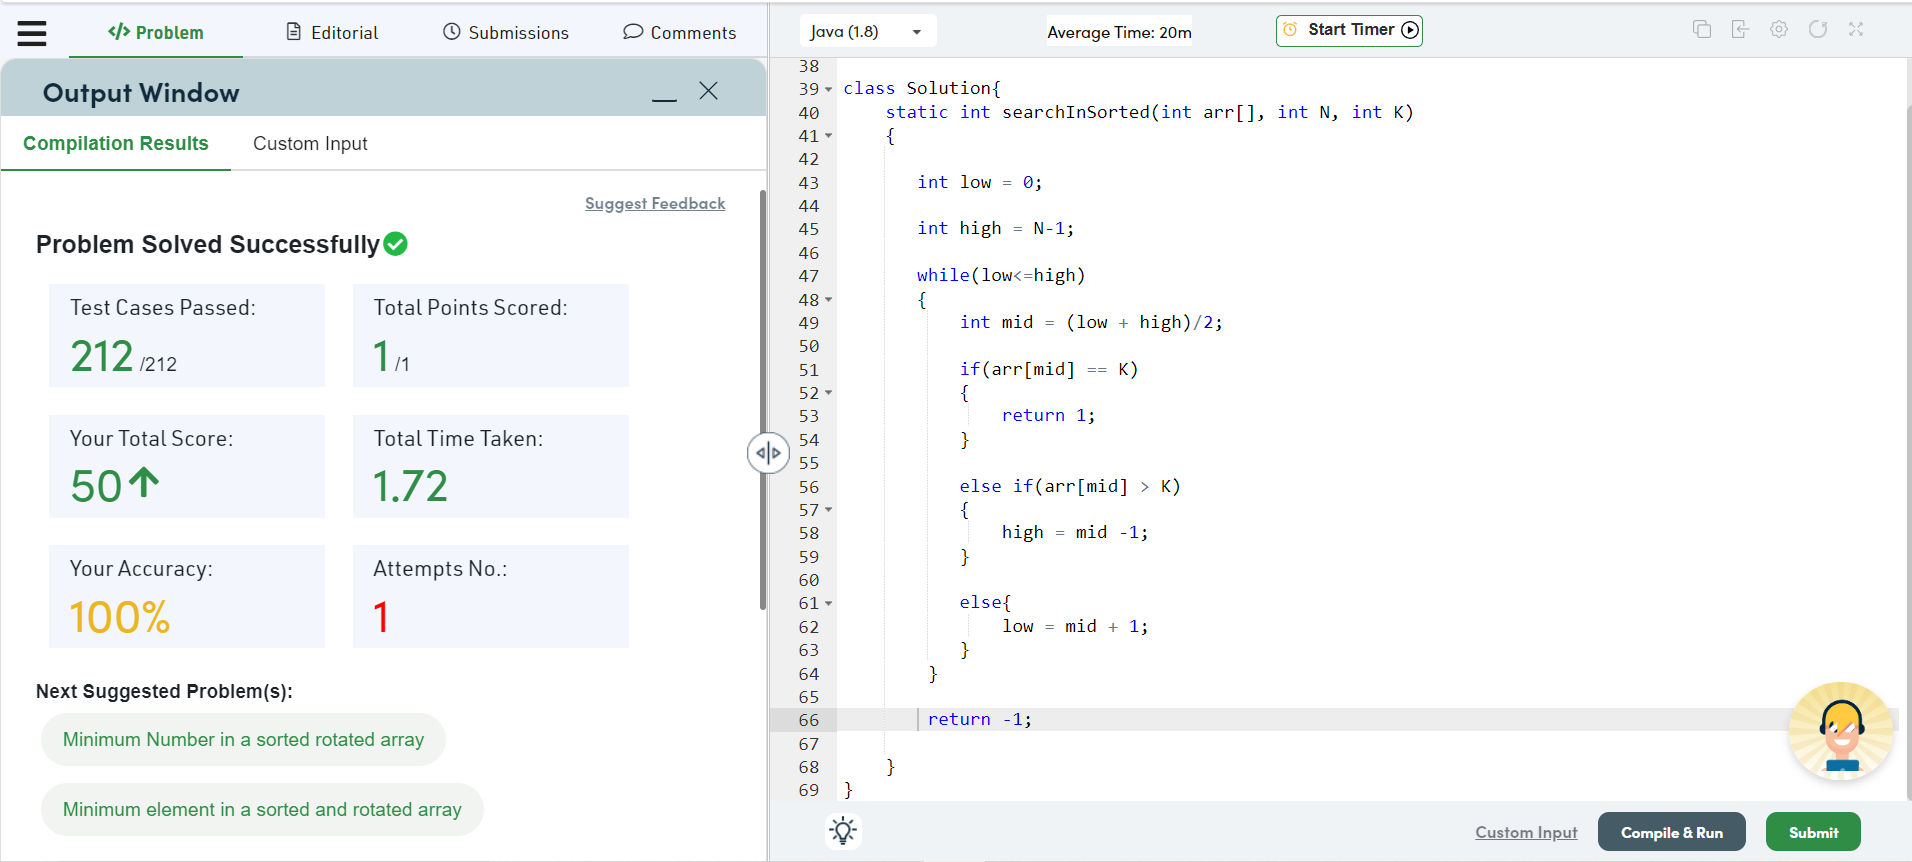 </> Problem
Editorial
Submissions
Comments
Output Window
Compilation Results
Custom Input
Suggest Feedback
Problem Solved Successfully
Test Cases Passed:
212 /212
Total Points Scored:
1 /1
Your Total Score:
50
Total Time Taken:
1.72
Your Accuracy:
100%
Attempts No.:
1
Next Suggested Problem(s):
Minimum Number in a sorted rotated array
Minimum element in a sorted and rotated array
Java (1.8)
Average Time: 20m
Start Timer
38
39 class Solution{
40 static int searchInSorted(int arr[], int N, int K)
41 {
42
43 int low = 0;
44
45 int high = N-1;
46
47 while(low<=high)
48 {
49 int mid = (low + high)/2;
50
51 if(arr[mid] == K)
52 {
53 return 1;
54 }
55
56 else if(arr[mid] > K)
57 {
58 high = mid -1;
59 }
60
61 else{
62 low = mid + 1;
63 }
64 }
65
66 return -1;
67
68 }
69 }
Custom Input
Compile & Run
Submit